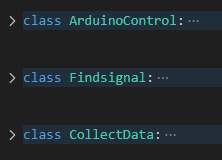 class ArduinoControl:···
class Findsignal:···
class CollectData:···